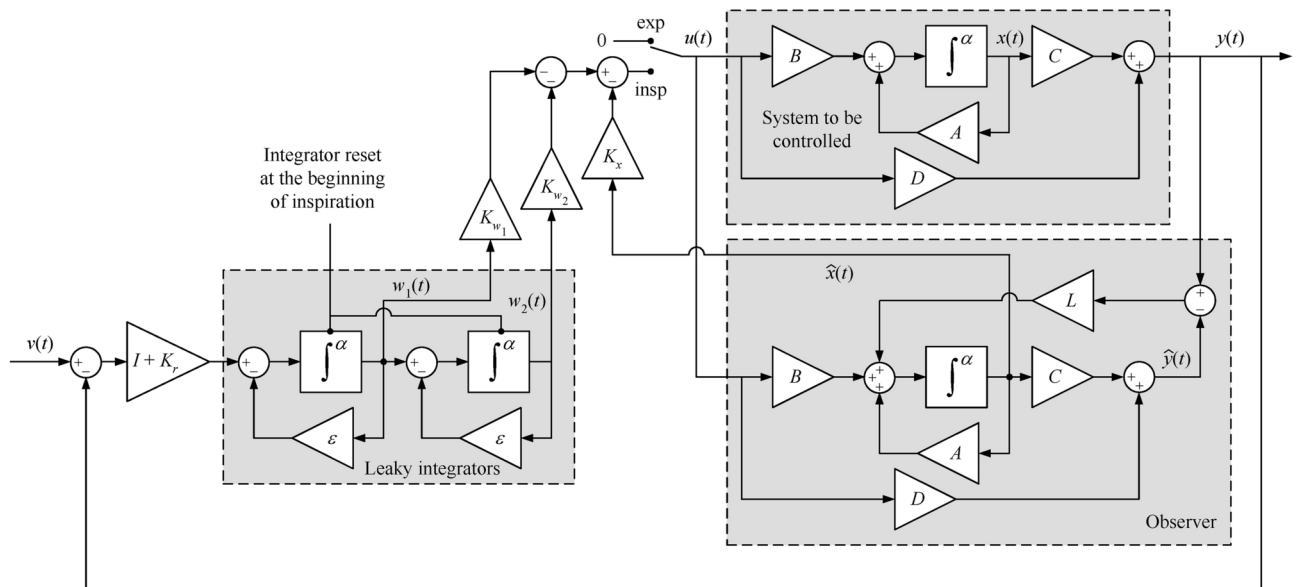 0
exp
insp
u(t)
B
+
+
∫α
x(t)
C
+
+
y(t)
A
System to be
controlled
D
−
−
+
−
Kx
Kw2
Kw1
Integrator reset
at the beginning
of inspiration
x̂(t)
L
+
−
w1(t)
w2(t)
v(t)
+
−
I + Kr
+
−
∫α
+
−
∫α
ε
ε
Leaky integrators
B
+
+
+
∫α
C
+
+
ŷ(t)
A
D
Observer